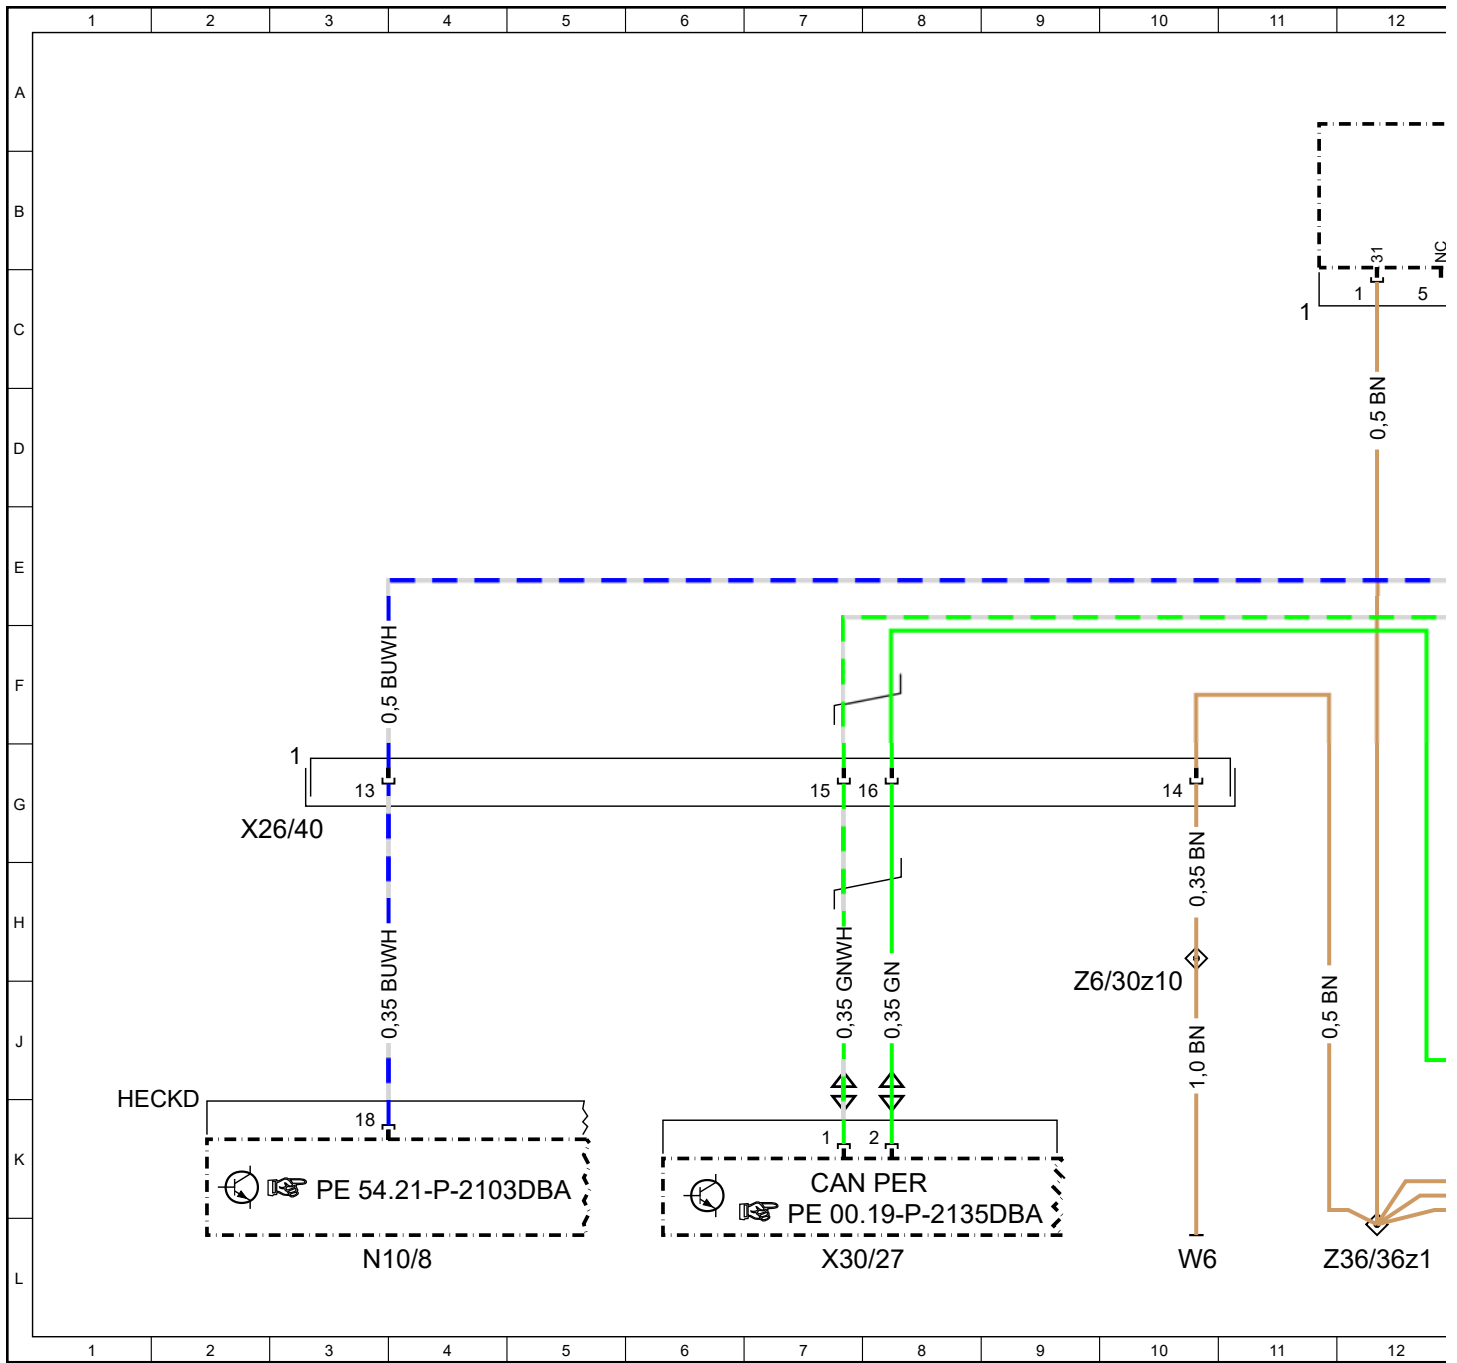 1 2 3 4 5 6 7 8 9 10 11 12
A
B
31 NC
1 5
C
1
0,5 BN
D
E
F
0,5 BUWH
1
13 15 16 14
G
X26/40
0,35 BN
H
0,35 BUWH 0,35 GNWH 0,35 GN
Z6/30z10
0,5 BN
J
1,0 BN
HECKD
18
1 2
K
CAN PER
PE 54.21-P-2103DBA
PE 00.19-P-2135DBA
N10/8 X30/27 W6 Z36/36z1
L
1 2 3 4 5 6 7 8 9 10 11 12